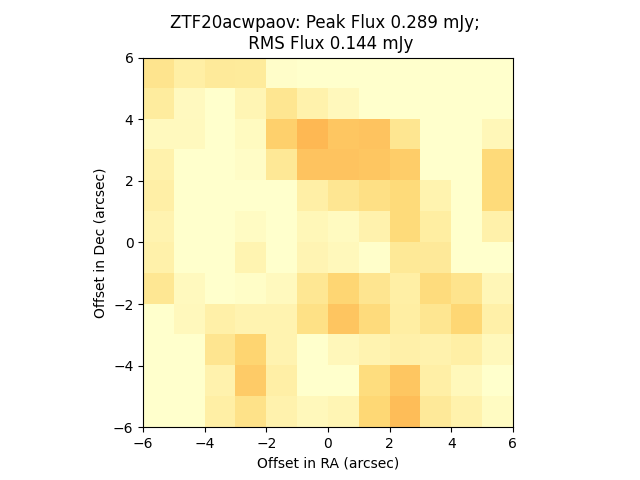 ZTF20acwpaov: Peak Flux 0.289 mJy;
RMS Flux 0.144 mJy
6
4
2
0
−2
−4
−6
Offset in Dec (arcsec)
−6 −4 −2 0 2 4 6
Offset in RA (arcsec)